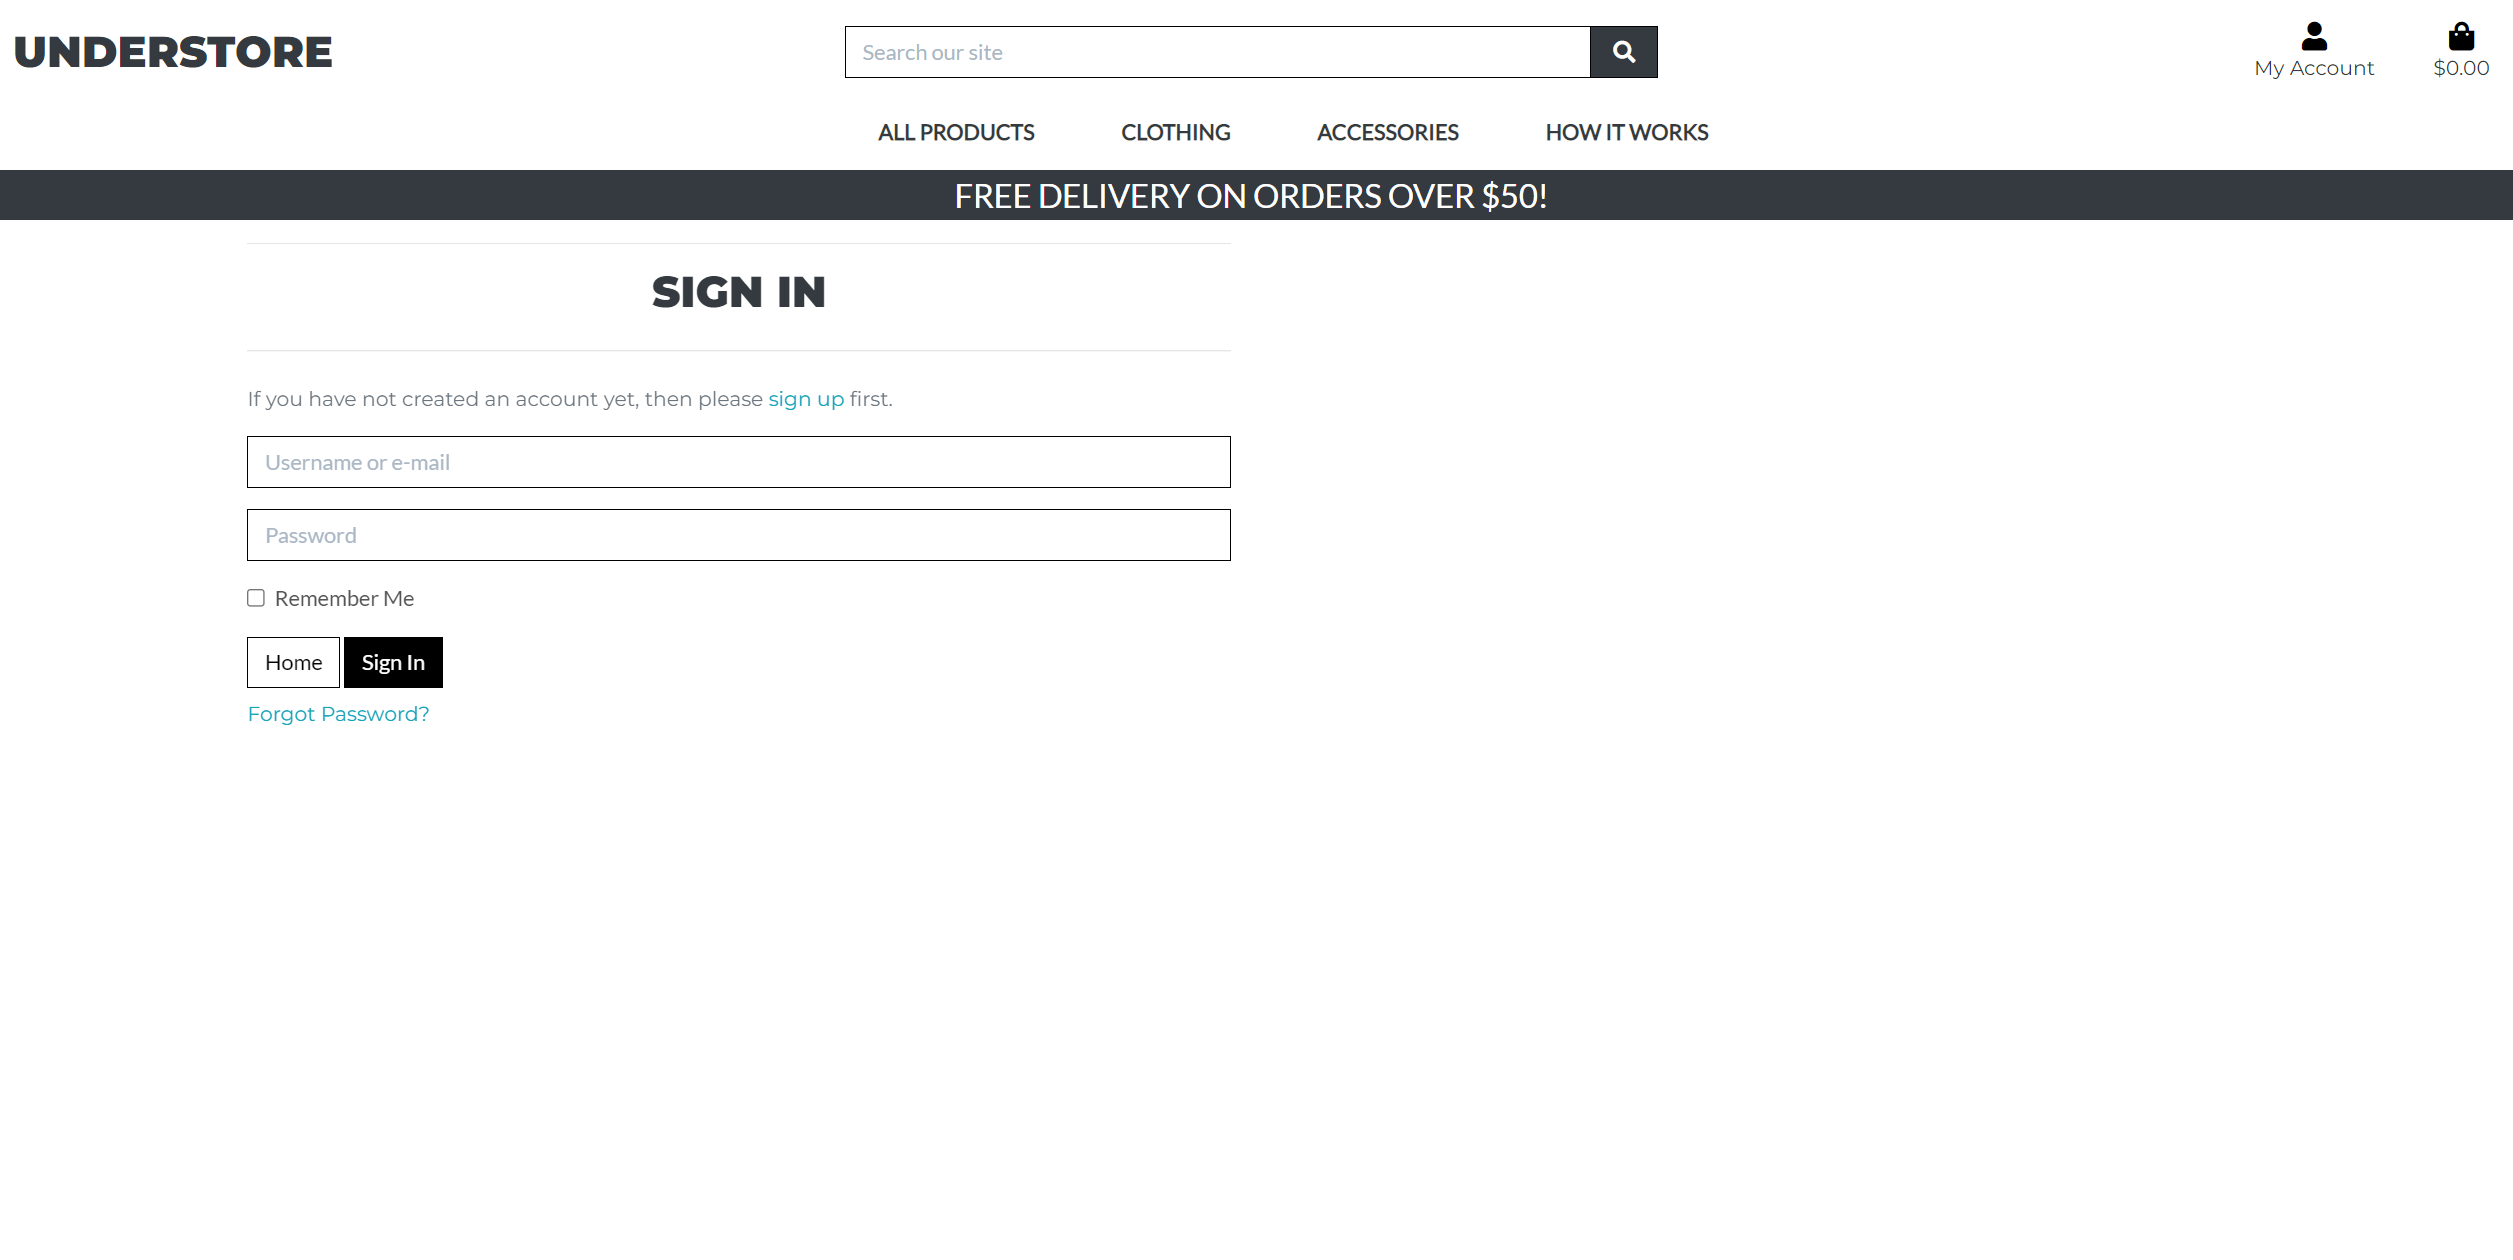 UNDERSTORE
Search our site
My Account
$0.00
ALL PRODUCTS
CLOTHING
ACCESSORIES
HOW IT WORKS
FREE DELIVERY ON ORDERS OVER $50!
SIGN IN
If you have not created an account yet, then please sign up first.
Username or e-mail
Password
Remember Me
Home
Sign In
Forgot Password?